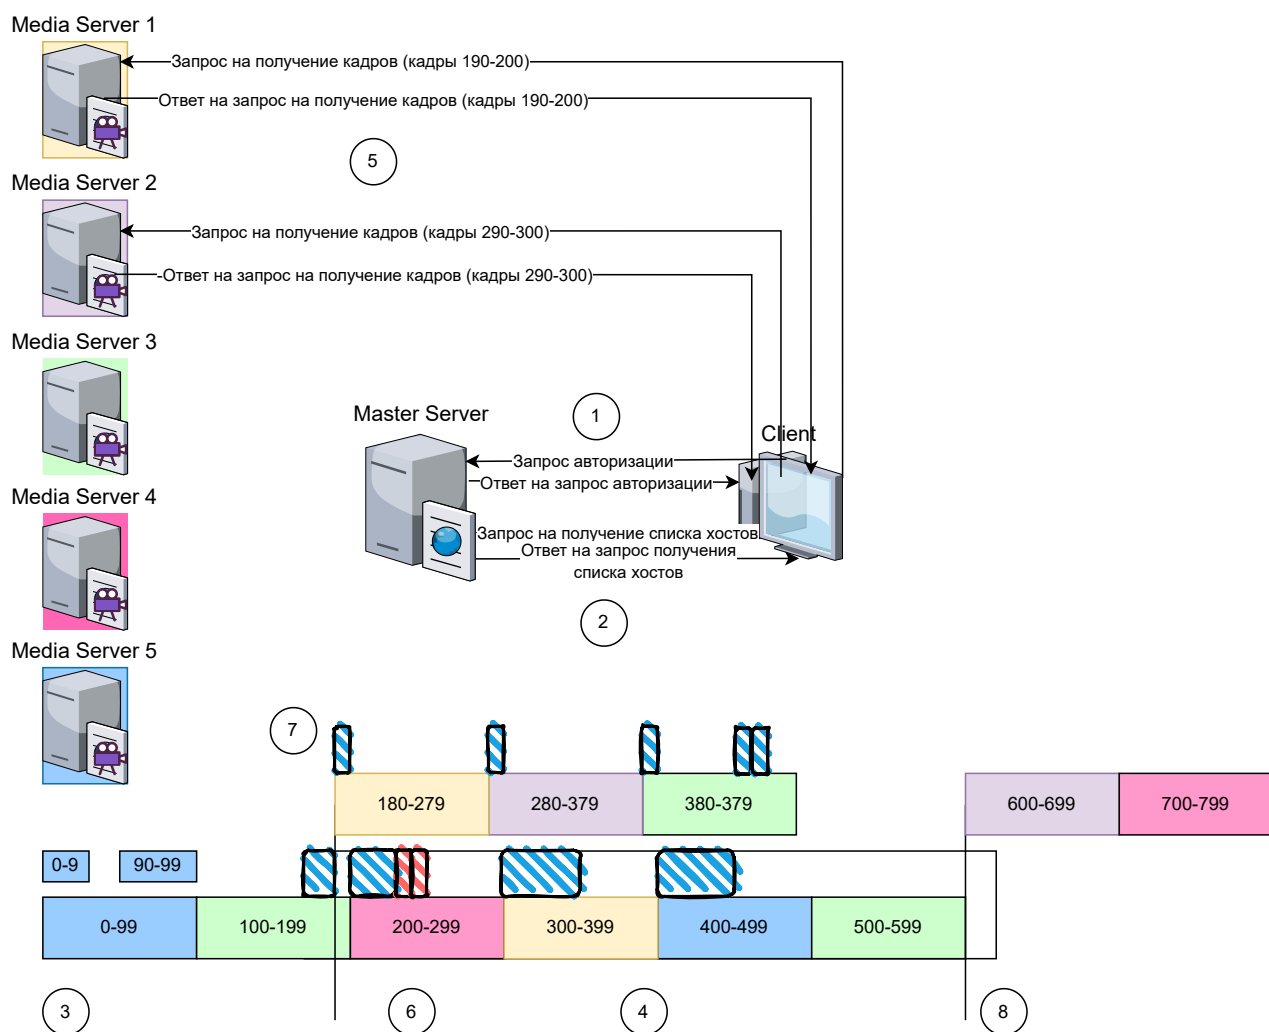 Media Server 1
Запрос на получение кадров (кадры 190-200)
Ответ на запрос на получение кадров (кадры 190-200)
5
Media Server 2
Запрос на получение кадров (кадры 290-300)
Ответ на запрос на получение кадров (кадры 290-300)
Media Server 3
Master Server
1
Client
Запрос авторизации
Ответ на запрос авторизации
Media Server 4
Запрос на получение списка хостов
Ответ на запрос получения
списка хостов
2
Media Server 5
7
180-279
280-379
380-379
600-699
700-799
0-9
90-99
0-99
100-199
200-299
300-399
400-499
500-599
3
6
4
8